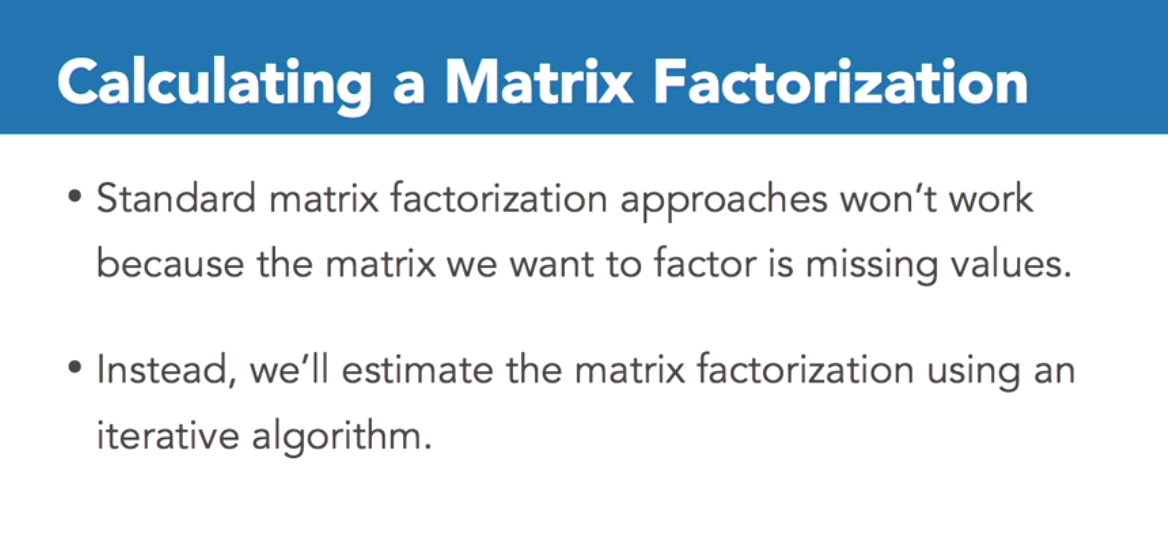 Calculating a Matrix Factorization
• Standard matrix factorization approaches won’t work
because the matrix we want to factor is missing values.
• Instead, we’ll estimate the matrix factorization using an
iterative algorithm.